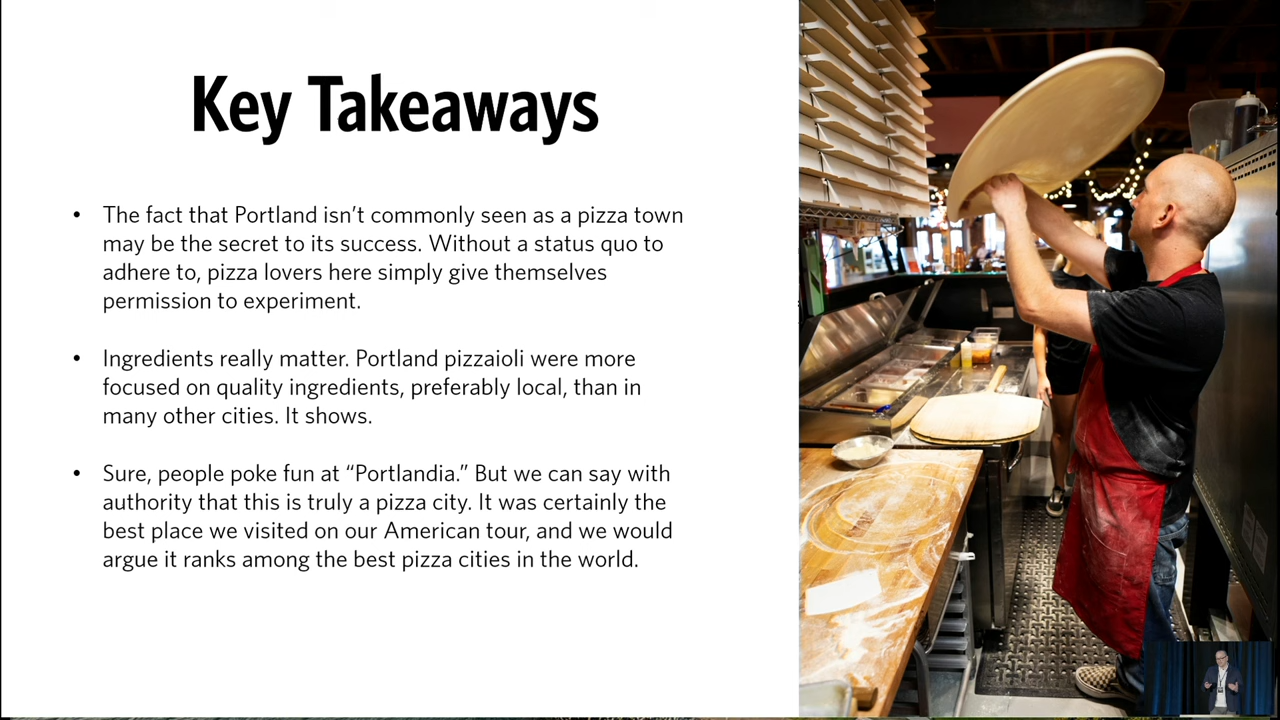 Key Takeaways
• The fact that Portland isn’t commonly seen as a pizza town
may be the secret to its success. Without a status quo to
adhere to, pizza lovers here simply give themselves
permission to experiment.
• Ingredients really matter. Portland pizzaioli were more
focused on quality ingredients, preferably local, than in
many other cities. It shows.
• Sure, people poke fun at “Portlandia.” But we can say with
authority that this is truly a pizza city. It was certainly the
best place we visited on our American tour, and we would
argue it ranks among the best pizza cities in the world.